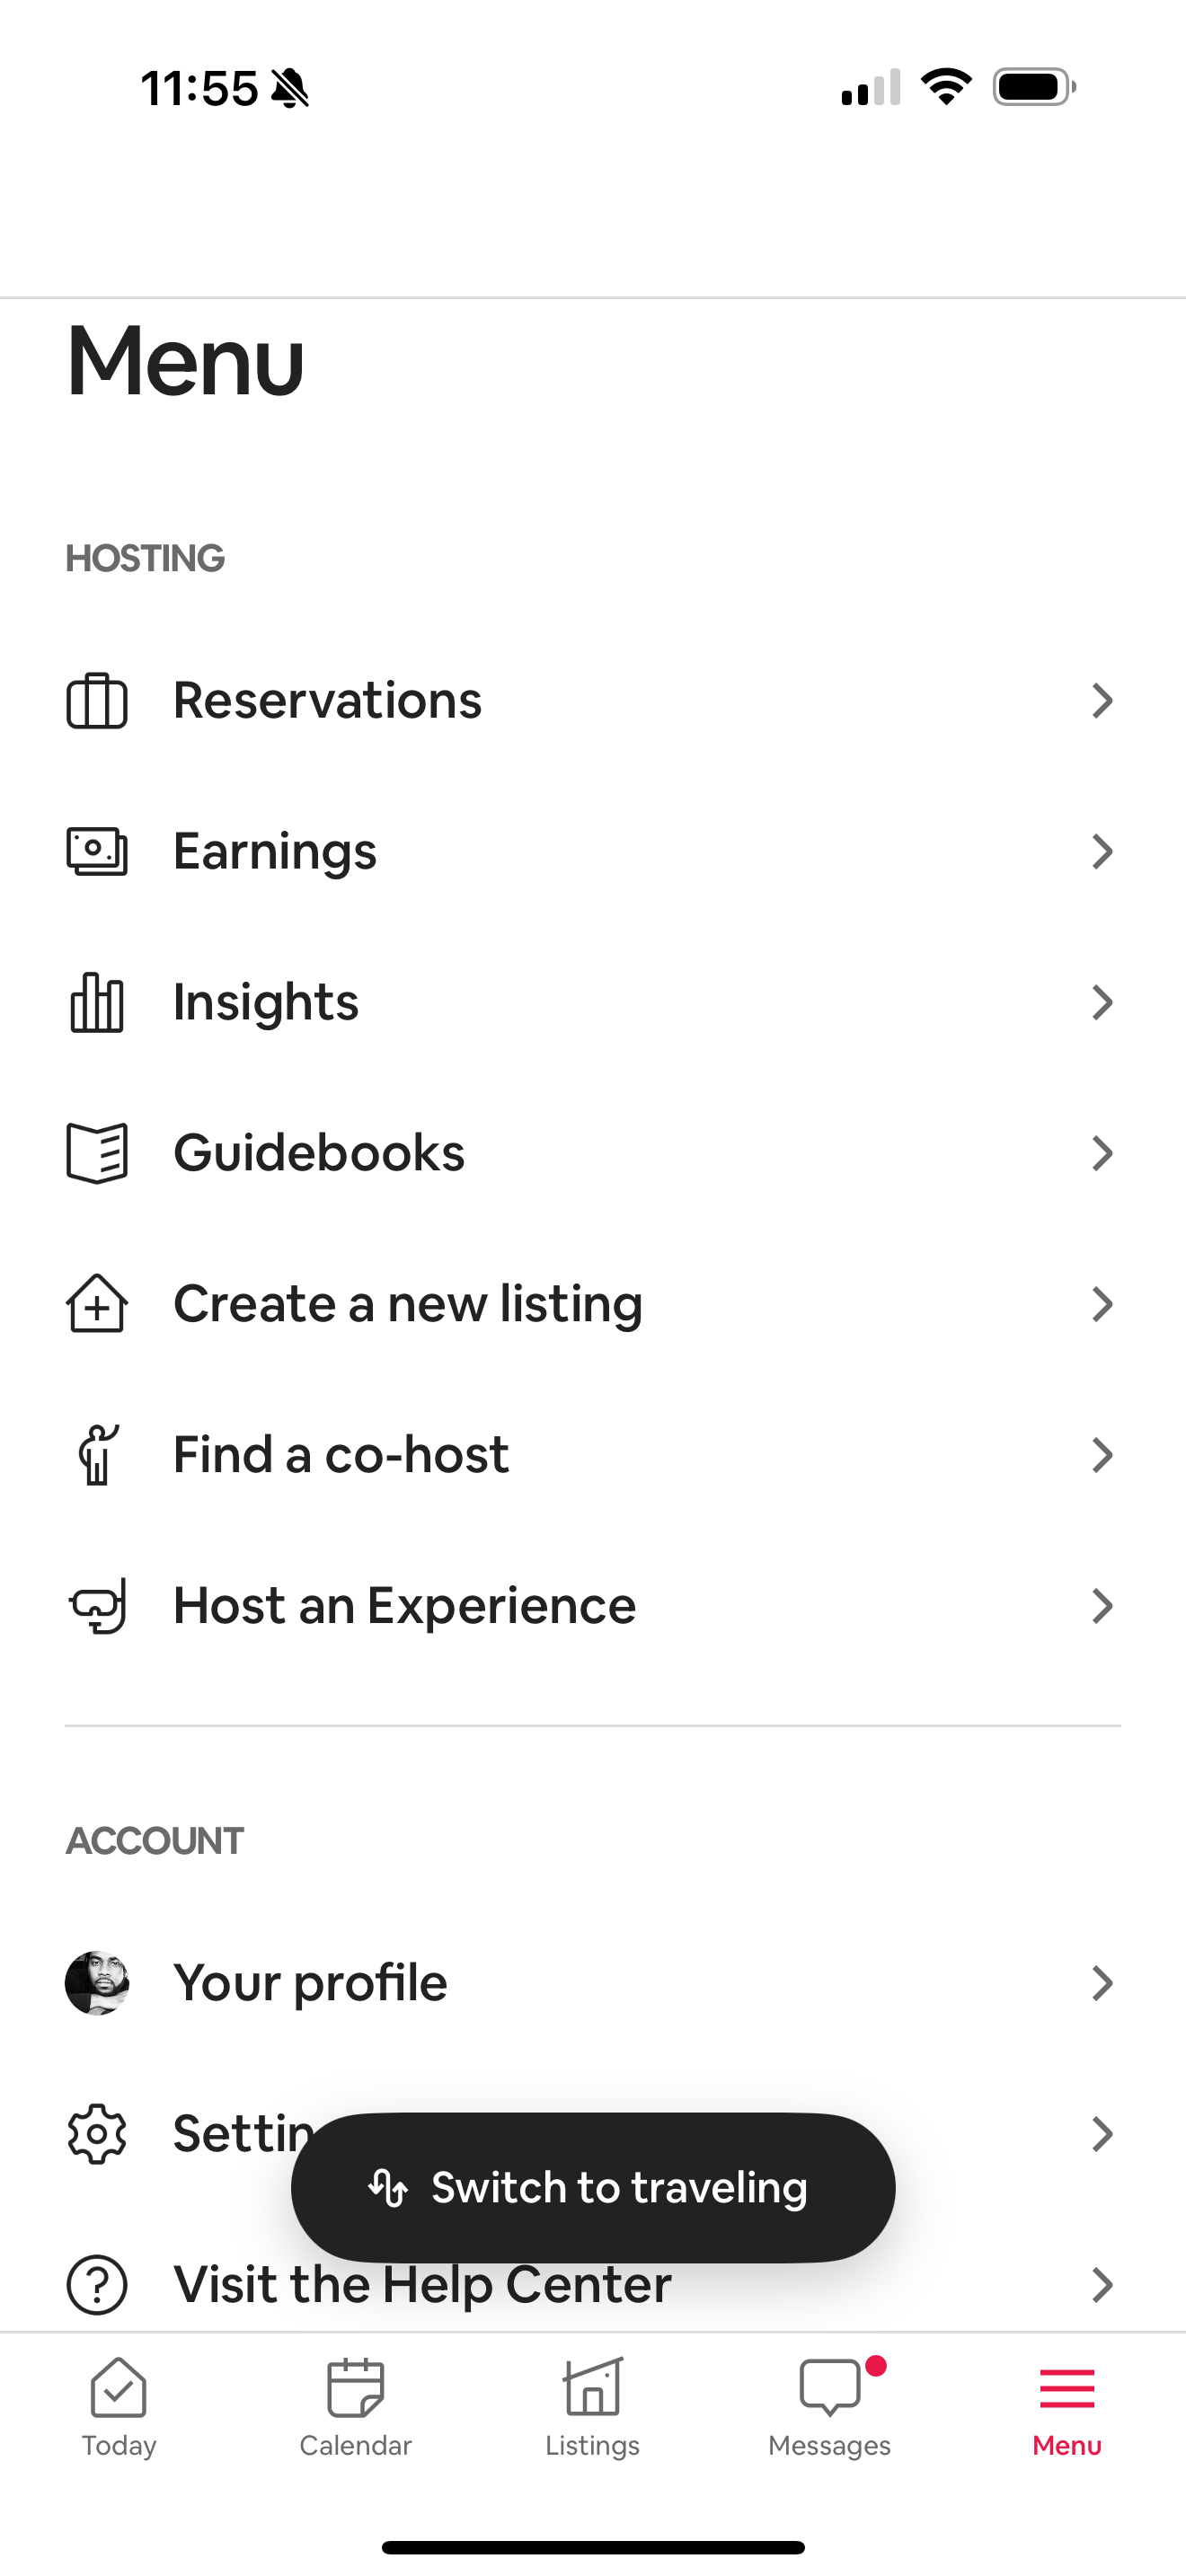 11:55
Menu
HOSTING
Reservations
Earnings
Insights
Guidebooks
Create a new listing
Find a co-host
Host an Experience
ACCOUNT
Your profile
Settin
Switch to traveling
Visit the Help Center
Today
Calendar
Listings
Messages
Menu